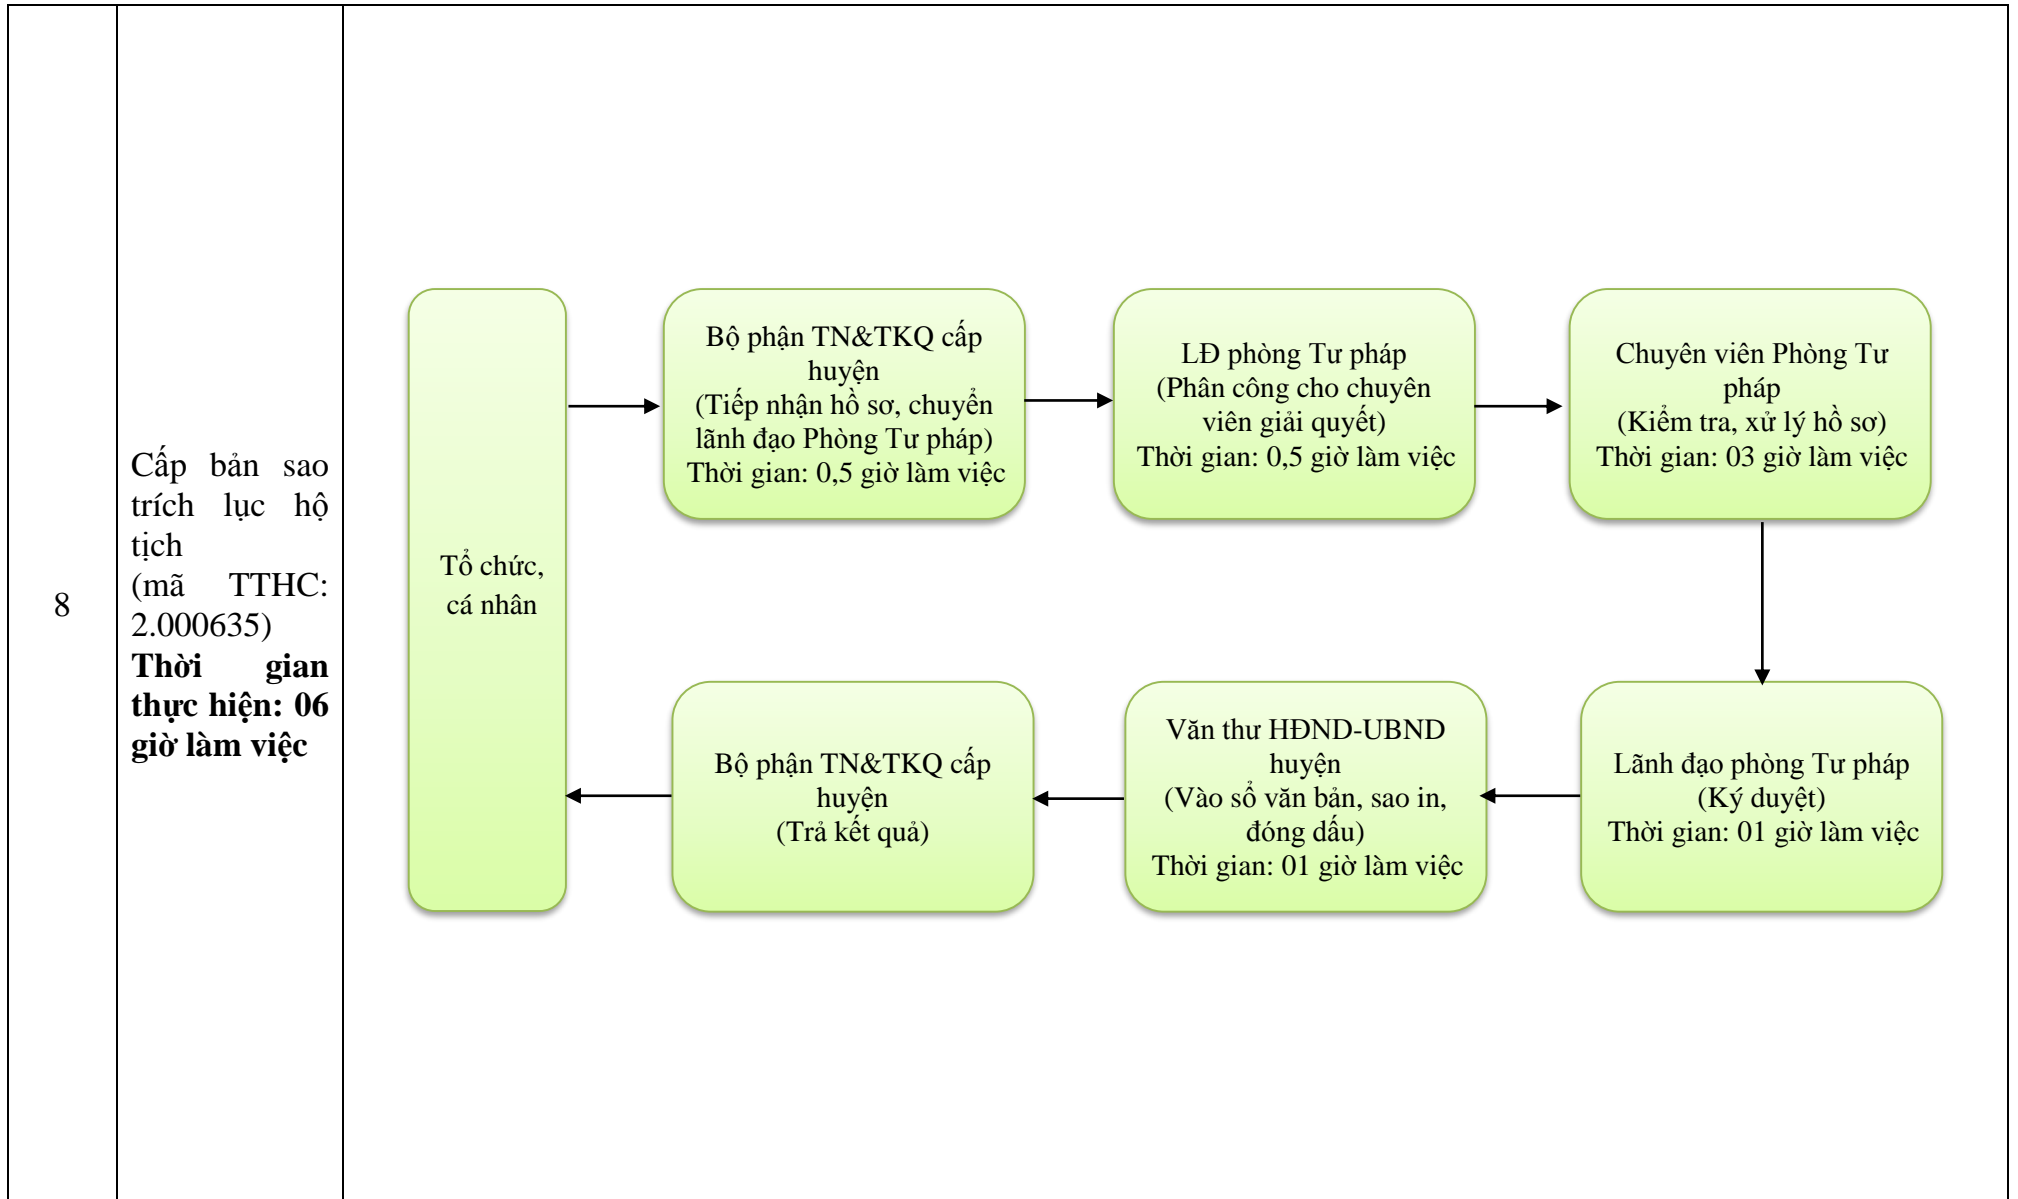 8
Cấp bản sao
trích lục hộ
tịch
(mã TTHC:
2.000635)
Thời gian
thực hiện: 06
giờ làm việc
Tổ chức,
cá nhân
Bộ phận TN&TKQ cấp
huyện
(Tiếp nhận hồ sơ, chuyển
lãnh đạo Phòng Tư pháp)
Thời gian: 0,5 giờ làm việc
LĐ phòng Tư pháp
(Phân công cho chuyên
viên giải quyết)
Thời gian: 0,5 giờ làm việc
Chuyên viên Phòng Tư
pháp
(Kiểm tra, xử lý hồ sơ)
Thời gian: 03 giờ làm việc
Lãnh đạo phòng Tư pháp
(Ký duyệt)
Thời gian: 01 giờ làm việc
Văn thư HĐND-UBND
huyện
(Vào sổ văn bản, sao in,
đóng dấu)
Thời gian: 01 giờ làm việc
Bộ phận TN&TKQ cấp
huyện
(Trả kết quả)